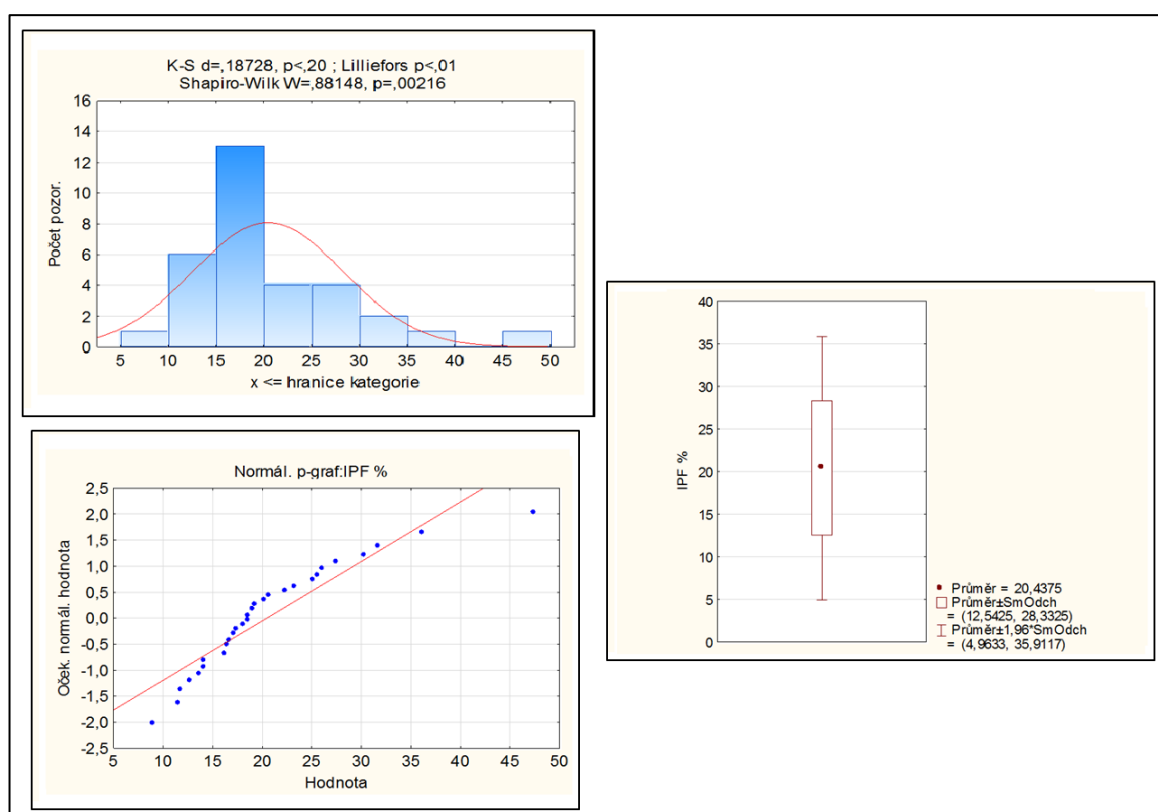 K-S d=,18728, p<,20 ; Lilliefors p<,01
Shapiro-Wilk W=,88148, p=,00216
16
14
12
10
8
6
4
2
0
Počet pozor.
5 10 15 20 25 30 35 40 45 50
x <= hranice kategorie
Normál. p-graf:IPF %
2,5
2,0
1,5
1,0
0,5
0,0
-0,5
-1,0
-1,5
-2,0
-2,5
Oček. normál. hodnota
5 10 15 20 25 30 35 40 45 50
Hodnota
40
35
30
25
20
15
10
5
0
IPF %
Průměr = 20,4375
Průměr±SmOdch
= (12,5425, 28,3325)
Průměr±1,96*SmOdch
= (4,9633, 35,9117)